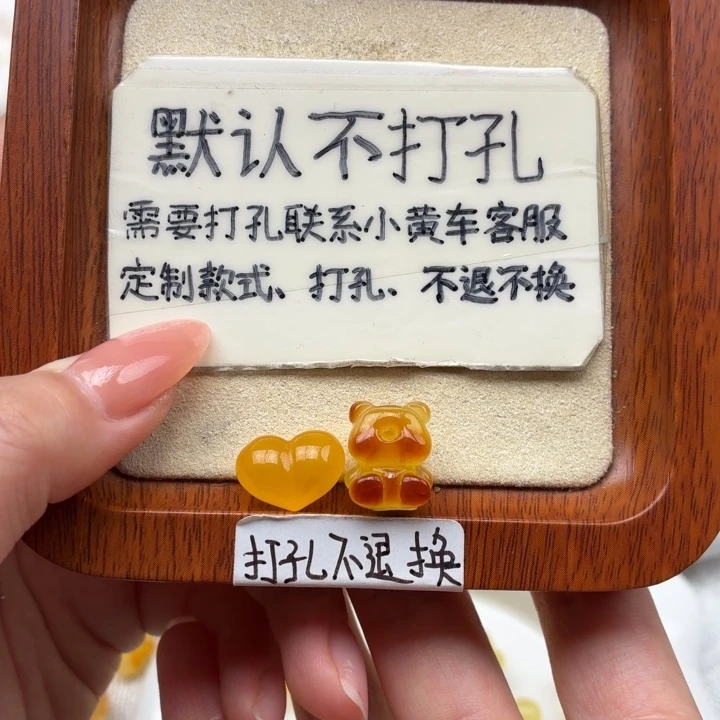 默认不打孔
需要打孔联系小黄车客服
定制款式、打孔、不退不换
打孔不退换